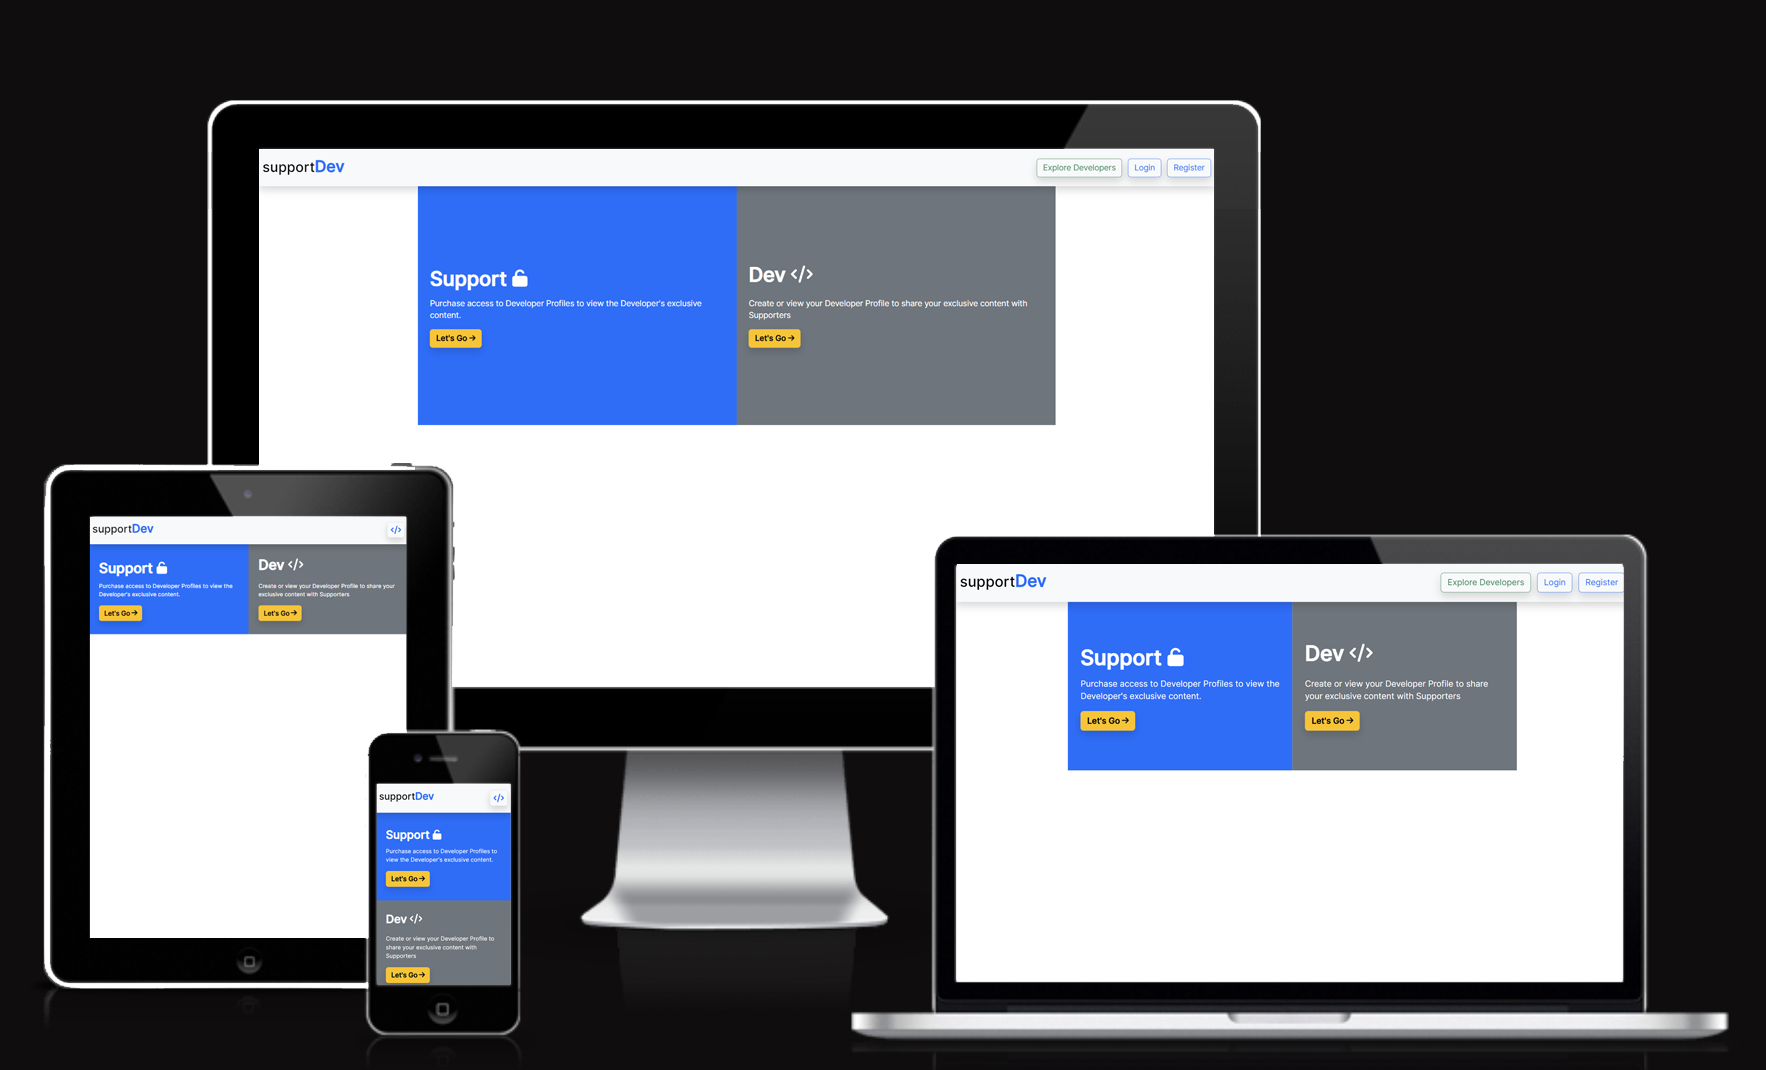 supportDev
Explore Developers
Login
Register
Support
Purchase access to Developer Profiles to view the Developer's exclusive
content.
Let's Go →
Dev </>
Create or view your Developer Profile to share your exclusive content with
Supporters
Let's Go →
supportDev
</>
Support
Purchase access to Developer Profiles to view the
Developer's exclusive content.
Let's Go →
Dev </>
Create or view your Developer Profile to share your
exclusive content with Supporters
Let's Go →
supportDev
</>
Support
Purchase access to Developer Profiles to
view the Developer's exclusive content.
Let's Go →
Dev </>
Create or view your Developer Profile to
share your exclusive content with
Supporters
Let's Go →
supportDev
Explore Developers
Login
Register
Support
Purchase access to Developer Profiles to view the
Developer's exclusive content.
Let's Go →
Dev </>
Create or view your Developer Profile to share
your exclusive content with Supporters
Let's Go →